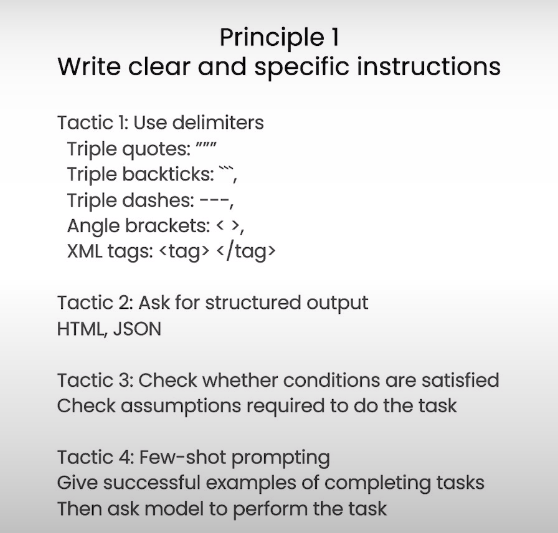 Principle 1
Write clear and specific instructions
Tactic 1: Use delimiters
Triple quotes: """
Triple backticks: ```,
Triple dashes: ---,
Angle brackets: < >,
XML tags: <tag> </tag>
Tactic 2: Ask for structured output
HTML, JSON
Tactic 3: Check whether conditions are satisfied
Check assumptions required to do the task
Tactic 4: Few-shot prompting
Give successful examples of completing tasks
Then ask model to perform the task